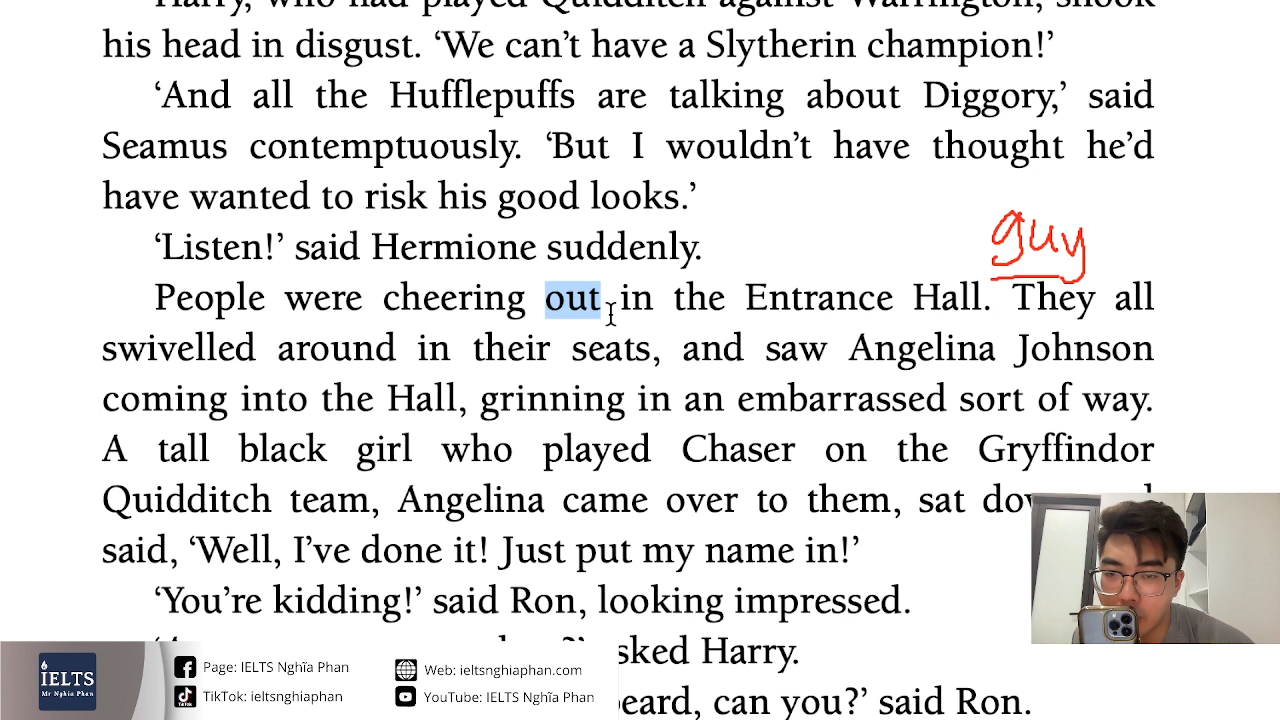 Harry, who had played Quidditch against Warrington, shook
his head in disgust. ‘We can’t have a Slytherin champion!’
‘And all the Hufflepuffs are talking about Diggory,’ said
Seamus contemptuously. ‘But I wouldn’t have thought he’d
have wanted to risk his good looks.’
‘Listen!’ said Hermione suddenly.
guy
People were cheering out in the Entrance Hall. They all
swivelled around in their seats, and saw Angelina Johnson
coming into the Hall, grinning in an embarrassed sort of way.
A tall black girl who played Chaser on the Gryffindor
Quidditch team, Angelina came over to them, sat
said, ‘Well, I’ve done it! Just put my name in!’
‘You’re kidding!’ said Ron, looking impressed.
asked Harry.
beard, can you?’ said Ron.
IELTS
Mr Nghia Phan
Page: IELTS Nghĩa Phan
TikTok: ieltsnghiaphan
Web: ieltsnghiaphan.com
YouTube: IELTS Nghĩa Phan